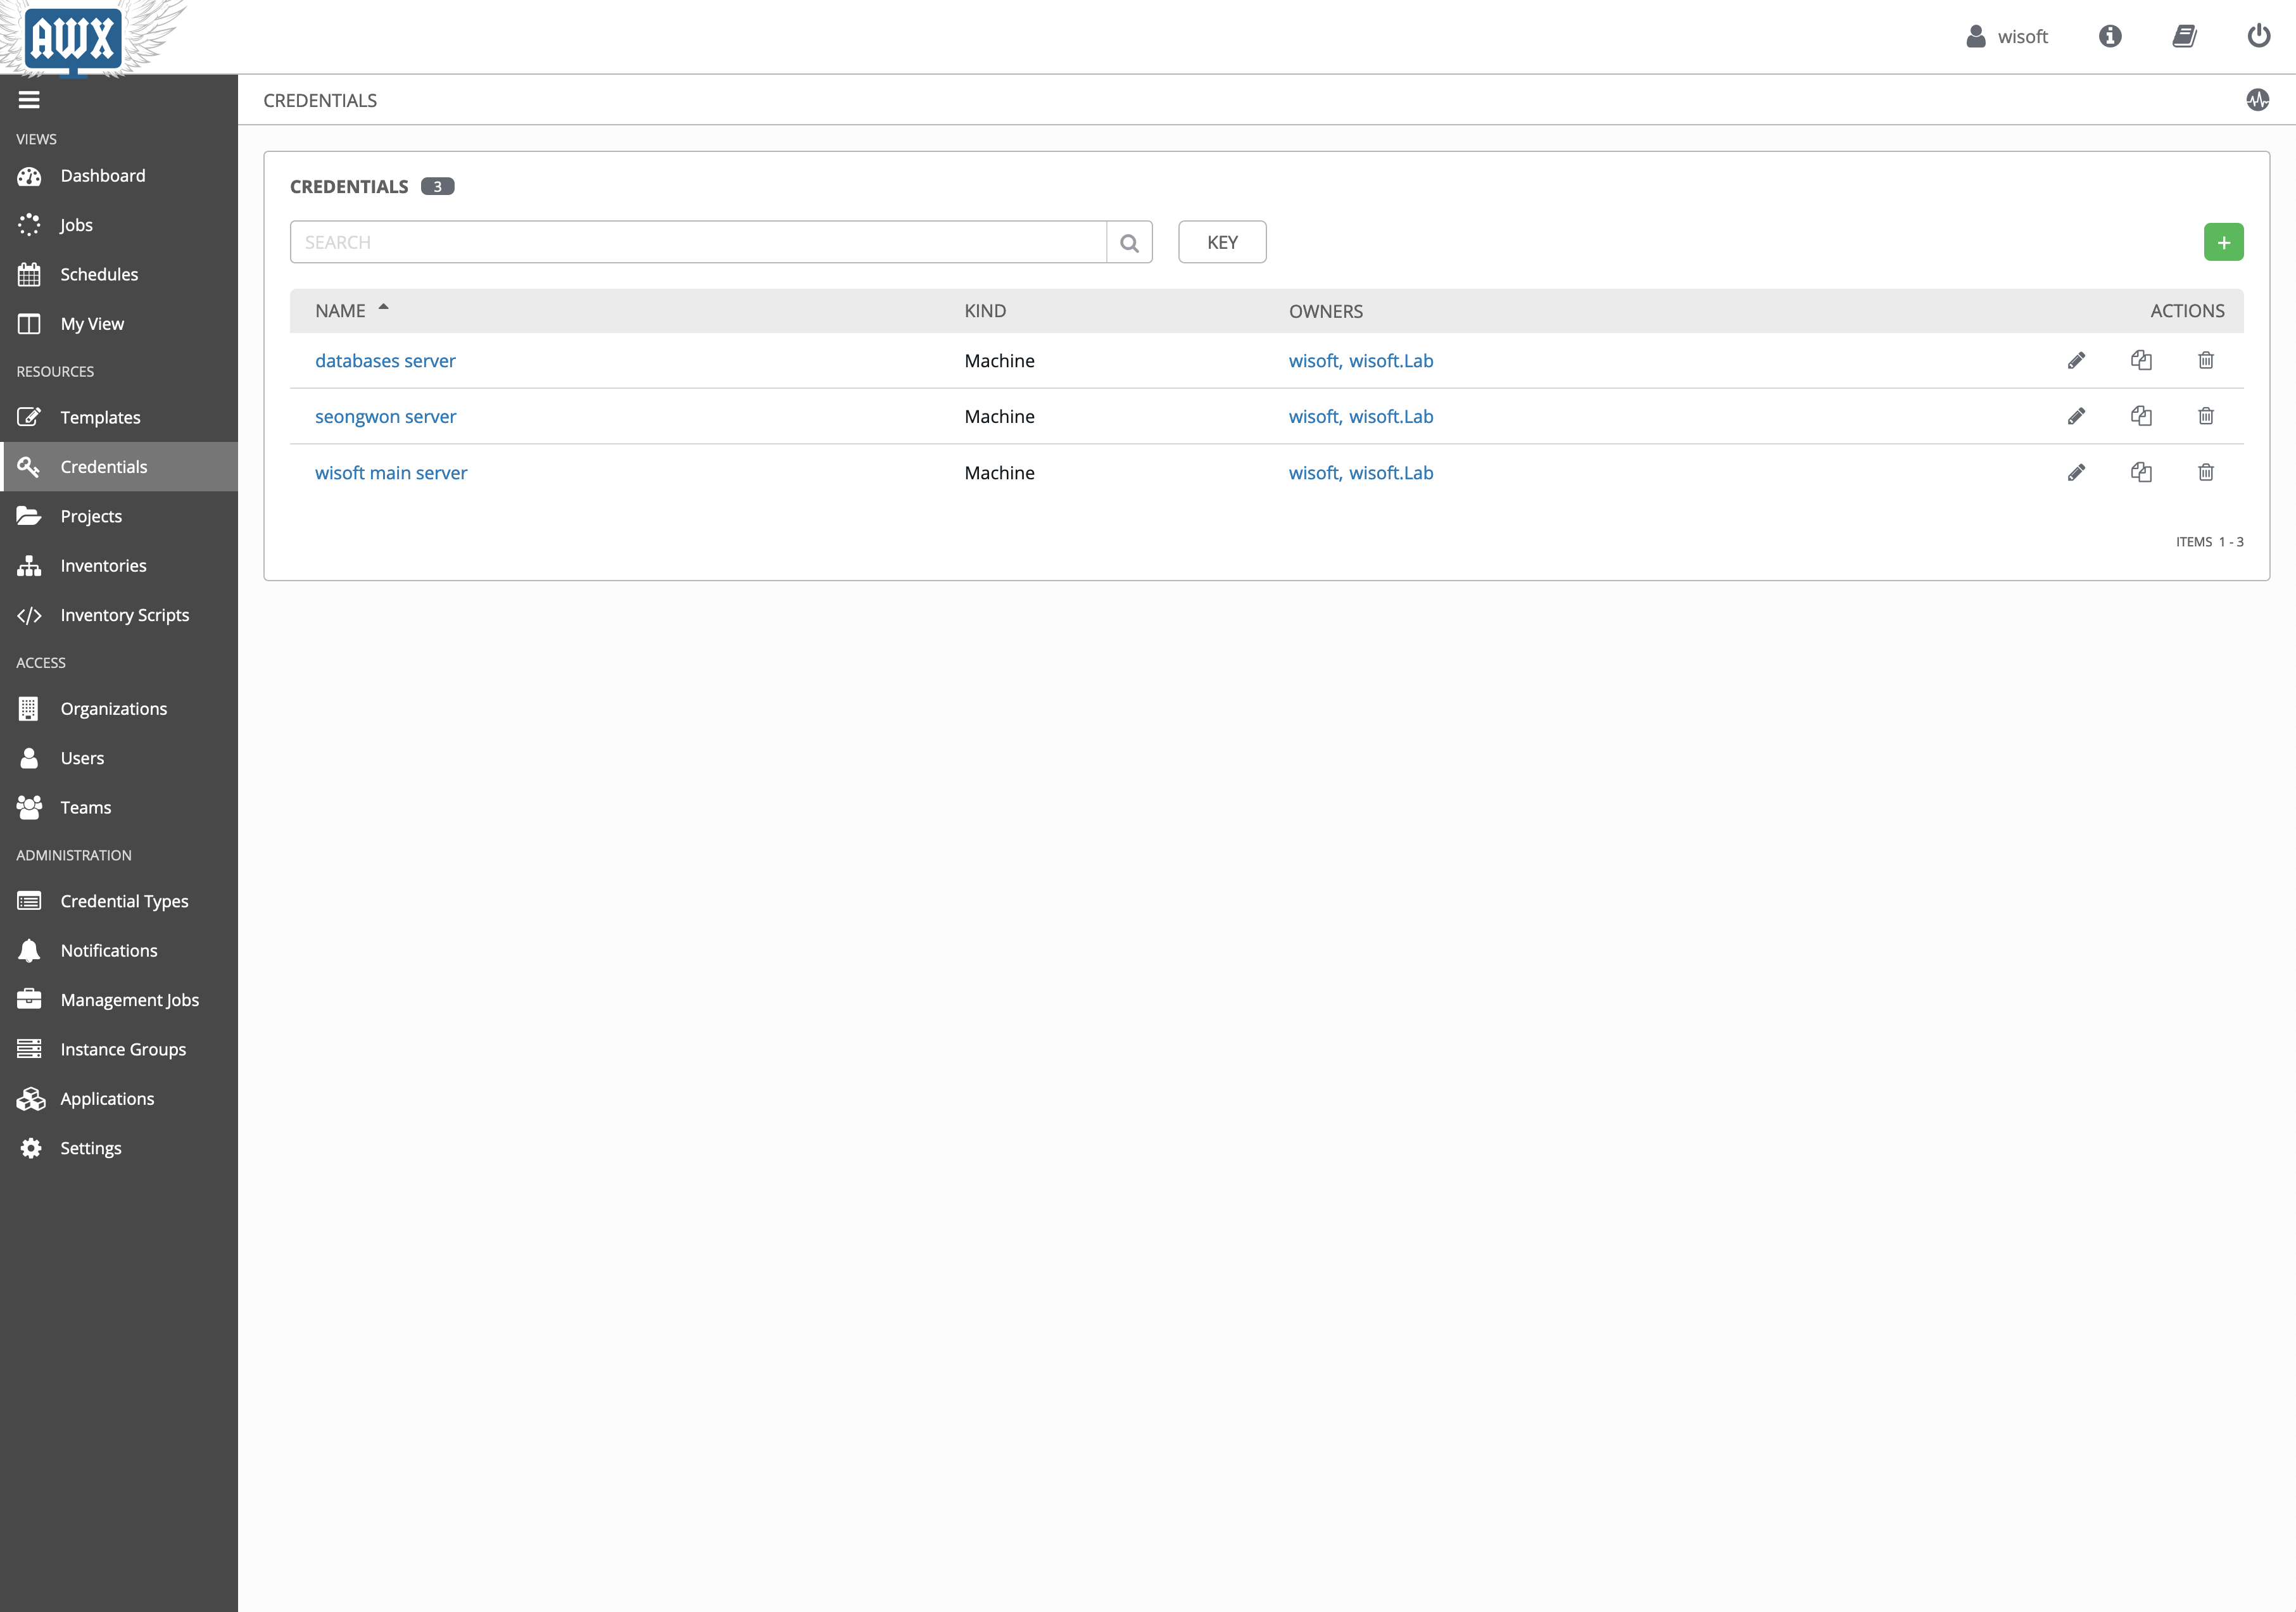 AWX
wisoft
CREDENTIALS
VIEWS
Dashboard
Jobs
Schedules
My View
RESOURCES
Templates
Credentials
Projects
Inventories
Inventory Scripts
ACCESS
Organizations
Users
Teams
ADMINISTRATION
Credential Types
Notifications
Management Jobs
Instance Groups
Applications
Settings
CREDENTIALS 3
SEARCH KEY
NAME KIND OWNERS ACTIONS
databases server Machine wisoft, wisoft.Lab
seongwon server Machine wisoft, wisoft.Lab
wisoft main server Machine wisoft, wisoft.Lab
ITEMS 1 - 3